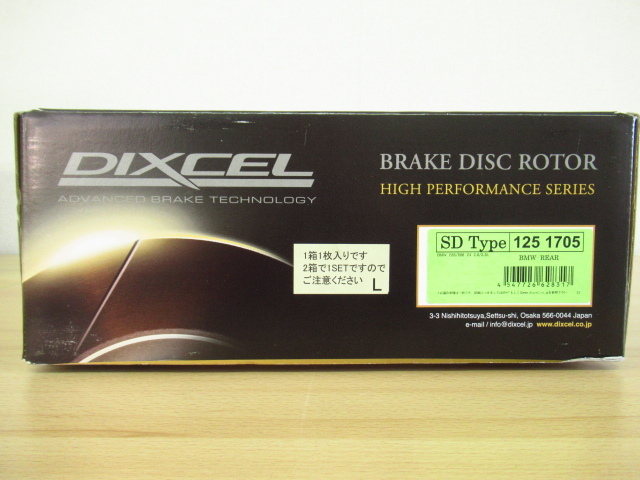 DIXCEL
ADVANCED BRAKE TECHNOLOGY
BRAKE DISC ROTOR
HIGH PERFORMANCE SERIES
1箱1枚入りです
2箱で1SETですので
ご注意ください L
SD Type 125 1705
BMW REAR
4 547726 628317
3-3 Nishihitotsuya,Settsu-shi, Osaka 566-0044 Japan
e-mail / info@dixcel.jp www.dixcel.co.jp